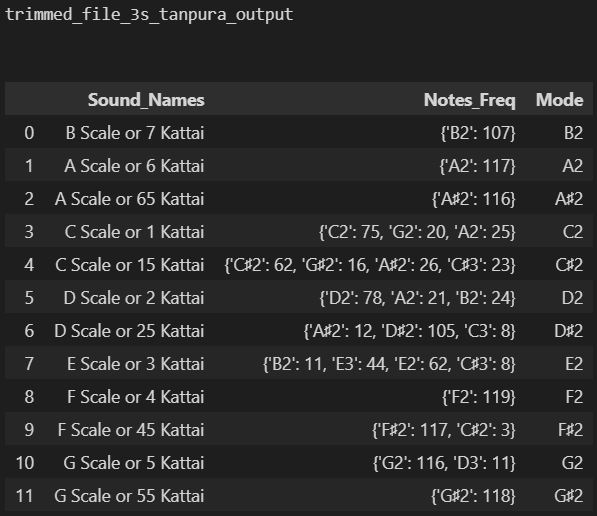 trimmed_file_3s_tanpura_output
Sound_Names Notes_Freq Mode
0 B Scale or 7 Kattai {'B2': 107} B2
1 A Scale or 6 Kattai {'A2': 117} A2
2 A Scale or 65 Kattai {'A♯2': 116} A♯2
3 C Scale or 1 Kattai {'C2': 75, 'G2': 20, 'A2': 25} C2
4 C Scale or 15 Kattai {'C♯2': 62, 'G♯2': 16, 'A♯2': 26, 'C♯3': 23} C♯2
5 D Scale or 2 Kattai {'D2': 78, 'A2': 21, 'B2': 24} D2
6 D Scale or 25 Kattai {'A♯2': 12, 'D♯2': 105, 'C3': 8} D♯2
7 E Scale or 3 Kattai {'B2': 11, 'E3': 44, 'E2': 62, 'C♯3': 8} E2
8 F Scale or 4 Kattai {'F2': 119} F2
9 F Scale or 45 Kattai {'F♯2': 117, 'C♯2': 3} F♯2
10 G Scale or 5 Kattai {'G2': 116, 'D3': 11} G2
11 G Scale or 55 Kattai {'G♯2': 118} G♯2